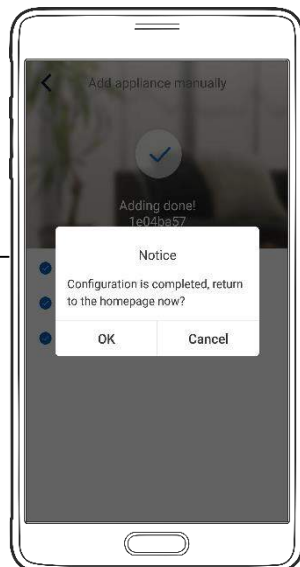 Add appliance manually
Adding done!
1e04ba57
Notice
Configuration is completed, return
to the homepage now?
OK
Cancel